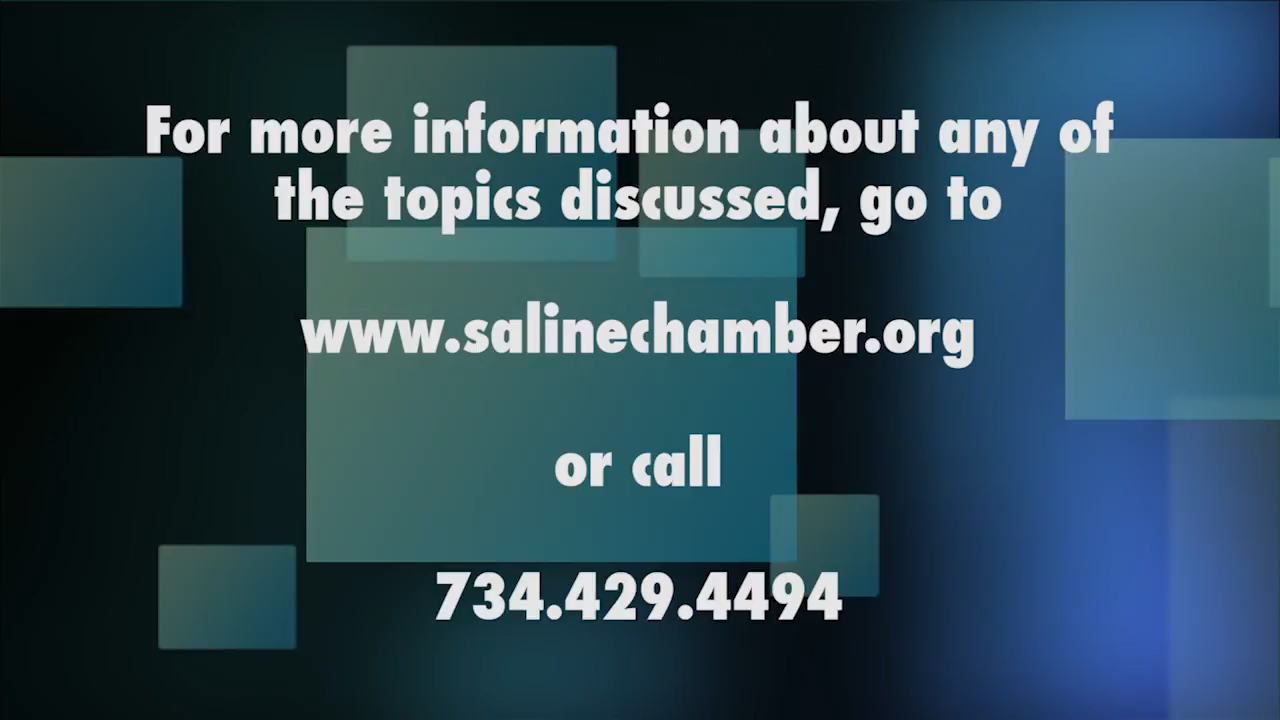 For more information about any of
the topics discussed, go to
www.salinechamber.org
or call
734.429.4494